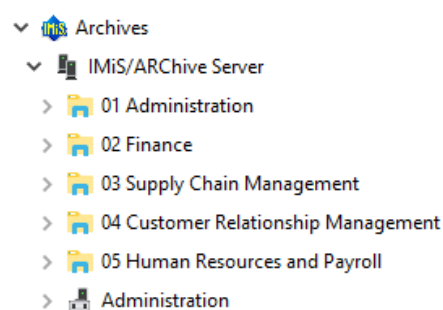 IMiS Archives
IMiS/ARChive Server
01 Administration
02 Finance
03 Supply Chain Management
04 Customer Relationship Management
05 Human Resources and Payroll
Administration